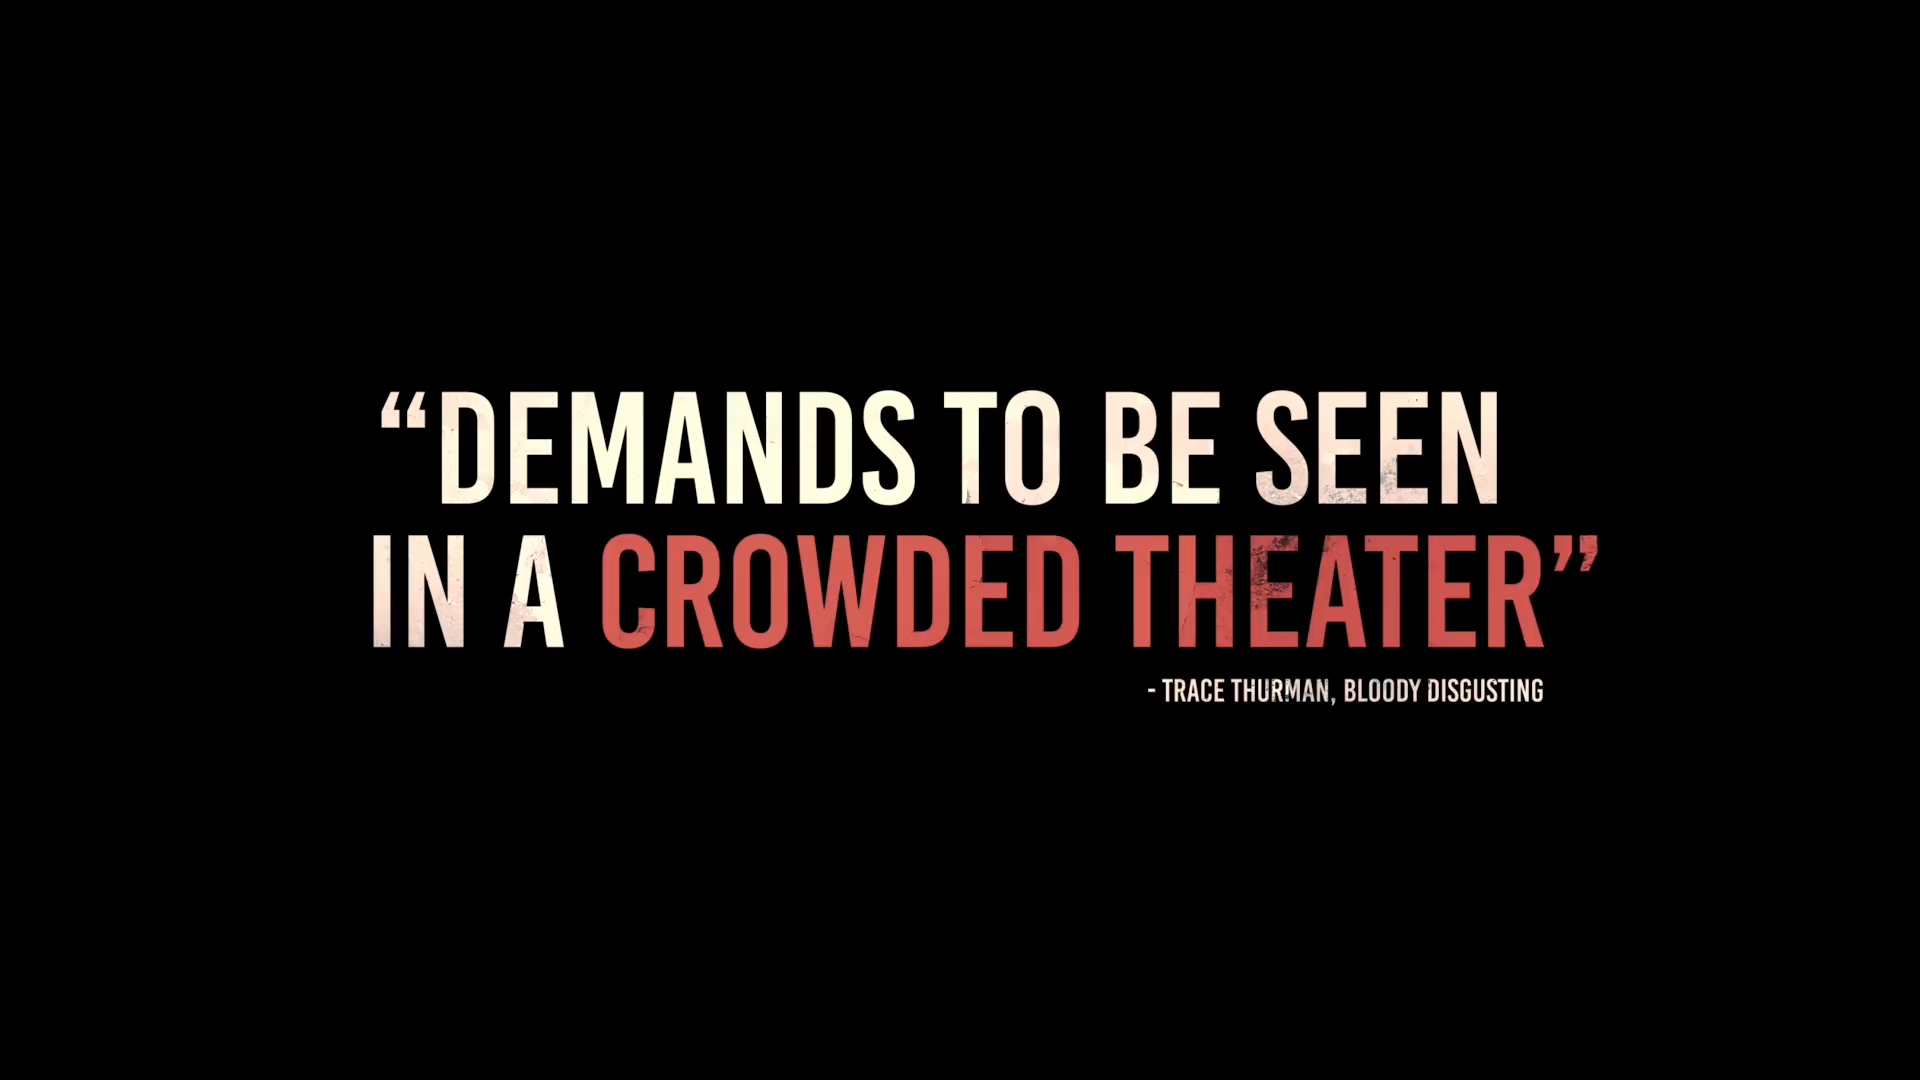 “DEMANDS TO BE SEEN
IN A CROWDED THEATER”
- TRACE THURMAN, BLOODY DISGUSTING